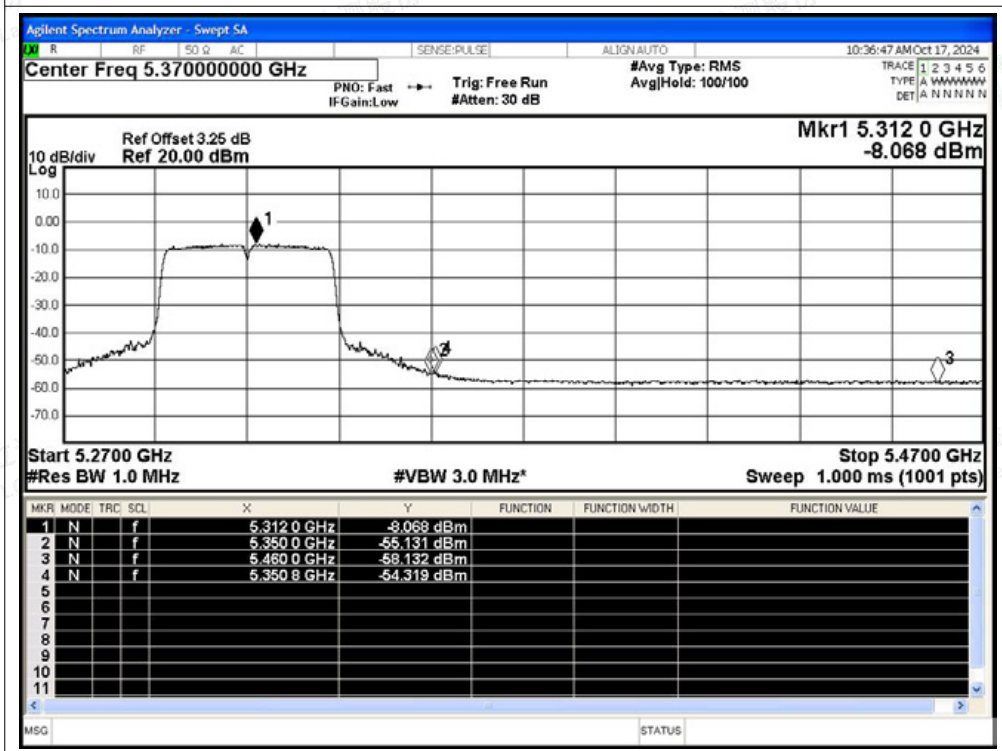 Agilent Spectrum Analyzer - Swept SA
LXI R RF 50 Ω AC SENSE:PULSE ALIGN AUTO 10:36:47 AM Oct 17, 2024
Center Freq 5.370000000 GHz #Avg Type: RMS TRACE 1 2 3 4 5 6
PNO: Fast Trig: Free Run Avg|Hold: 100/100 TYPE A WWWWW
IFGain:Low #Atten: 30 dB DET A N N N N N
Mkr1 5.312 0 GHz
Ref Offset 3.25 dB
10 dB/div Ref 20.00 dBm -8.068 dBm
Log
10.0
0.00
1
-10.0
-20.0
-30.0
-40.0
-50.0
3
-60.0
-70.0
Start 5.2700 GHz Stop 5.4700 GHz
#Res BW 1.0 MHz #VBW 3.0 MHz* Sweep 1.000 ms (1001 pts)
MKR MODE TRC SCL X Y FUNCTION FUNCTION WIDTH FUNCTION VALUE
1 N f 5.312 0 GHz -8.068 dBm
2 N f 5.350 0 GHz -55.131 dBm
3 N f 5.460 0 GHz -58.132 dBm
4 N f 5.350 8 GHz -54.319 dBm
5
6
7
8
9
10
11
MSG STATUS